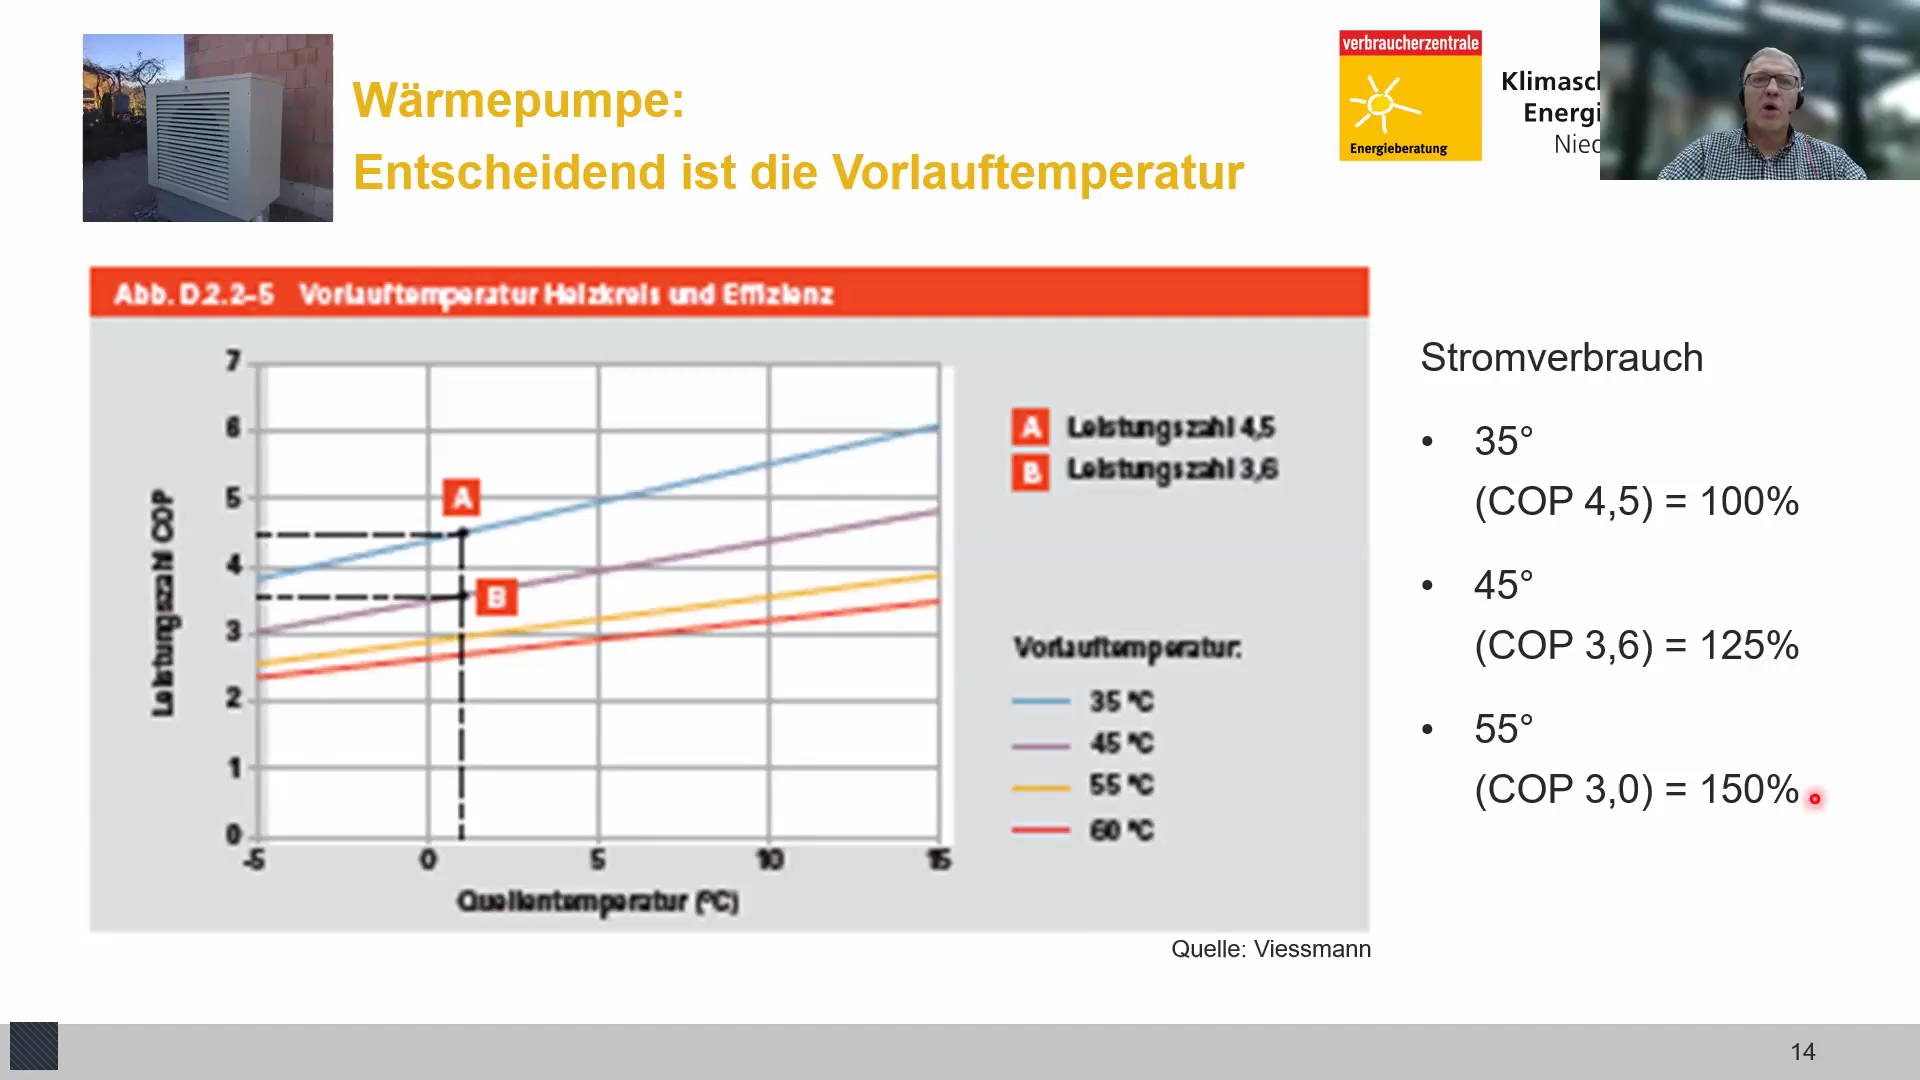 Wärmepumpe:
Entscheidend ist die Vorlauftemperatur
verbraucherzentrale
Energieberatung
Klimasc
Energi
Nied
Abb. D.2.2–5 Vorlauftemperatur Heizkreis und Effizienz
7
6
5
4
3
2
1
0
-5
0
5
10
15
Leistungszahl COP
Quellentemperatur (°C)
A
B
A Leistungszahl 4,5
B Leistungszahl 3,6
Vorlauftemperatur:
35 °C
45 °C
55 °C
60 °C
Stromverbrauch
• 35°
(COP 4,5) = 100%
• 45°
(COP 3,6) = 125%
• 55°
(COP 3,0) = 150%
Quelle: Viessmann
14